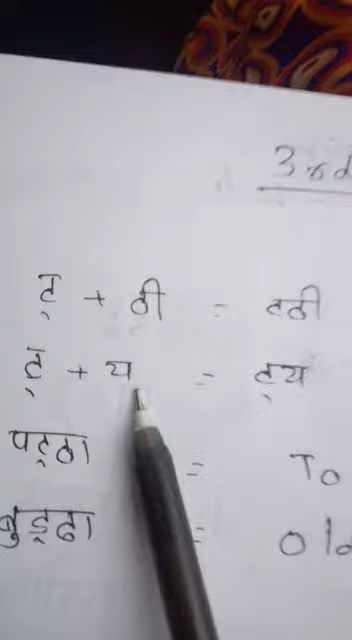 3rd
ट् + ठी = टठी
ट् + य = ट्य
पट्ठा = To
बुड्ढा = old